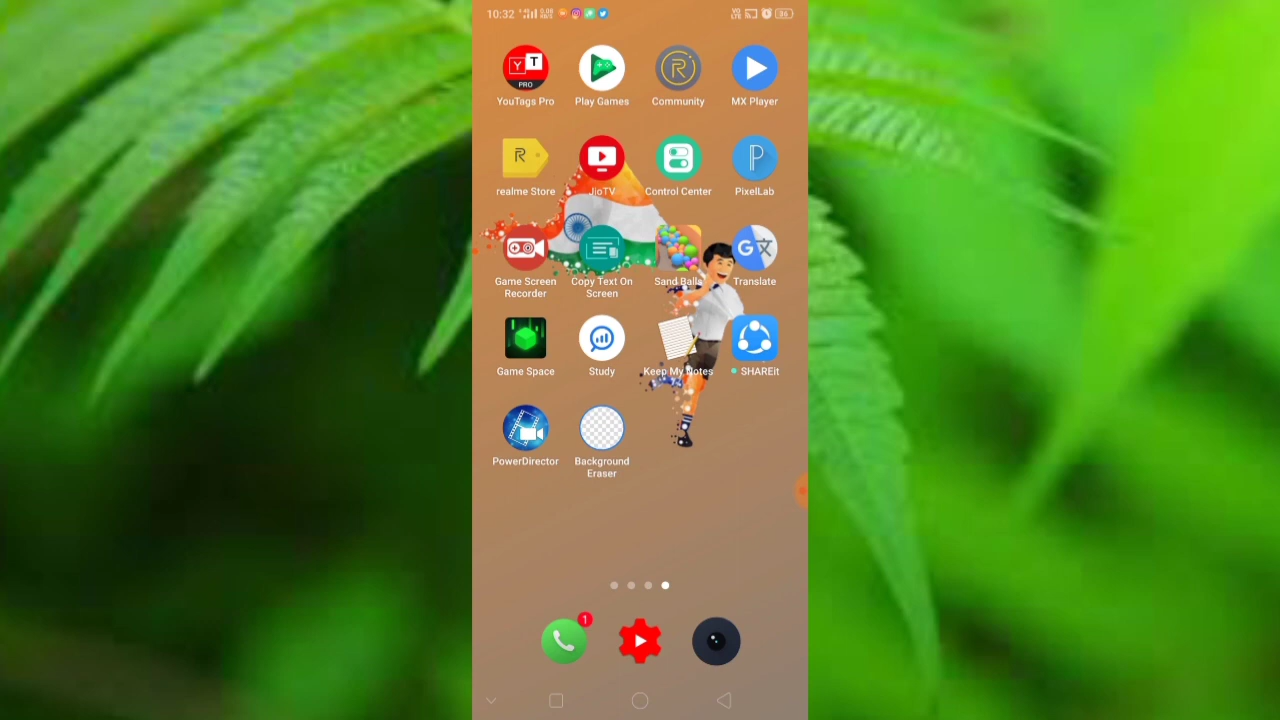 10:32
YouTags Pro
Play Games
Community
MX Player
realme Store
JioTV
Control Center
PixelLab
Game Screen Recorder
Copy Text On Screen
Sand Balls
Translate
Game Space
Study
Keep My Notes
SHAREit
PowerDirector
Background Eraser
1